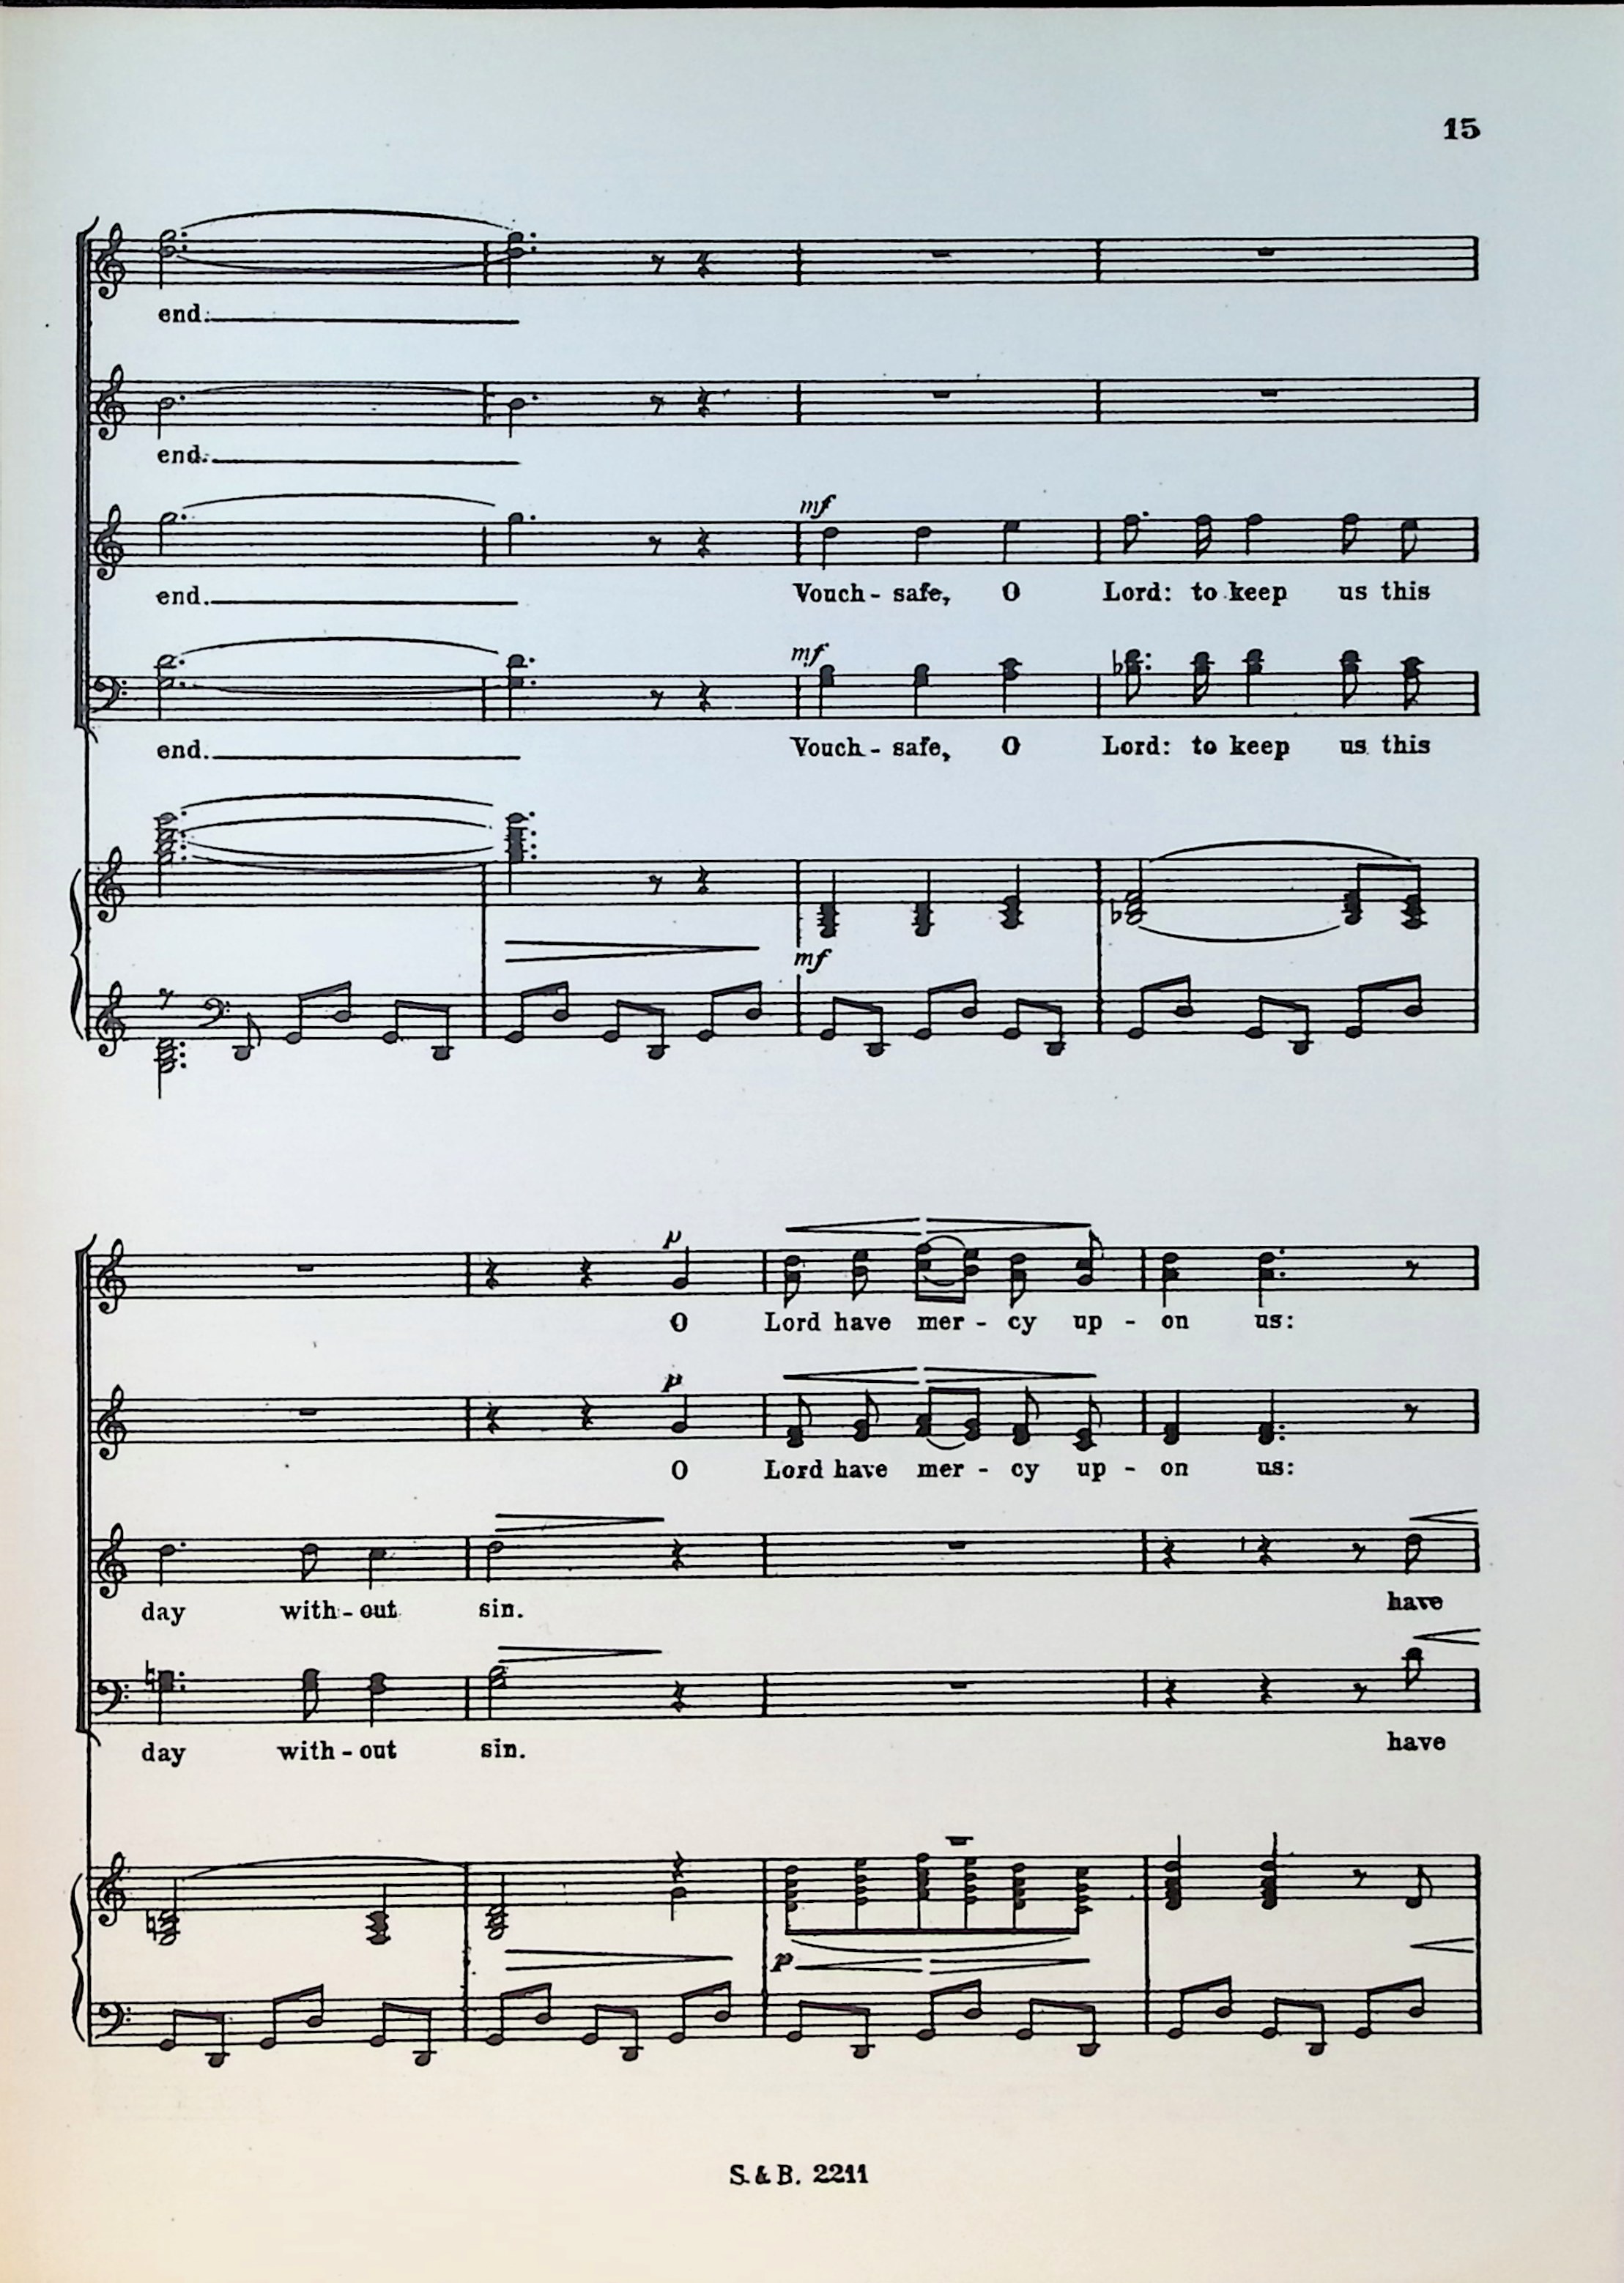 15
end.
end.
mf
end. Vouch - safe, O Lord: to keep us this
mf
end. Vouch - safe, O Lord: to keep us this
mf
p
O Lord have mer - cy up - on us:
p
O Lord have mer - cy up - on us:
day with - out sin. have
day with - out sin. have
p
S. & B. 2211